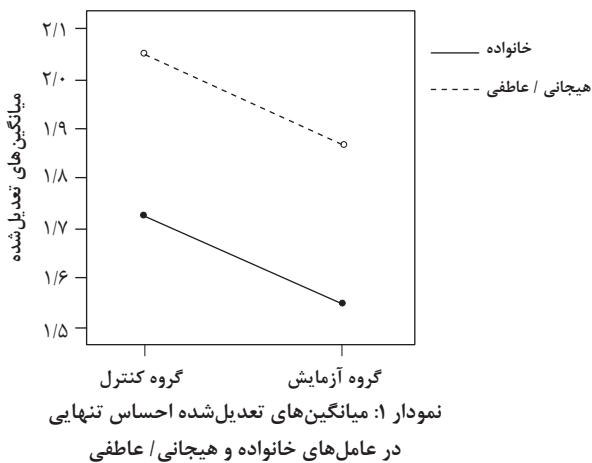 ۲/۱
۲/۰
۱/۹
۱/۸
۱/۷
۱/۶
۱/۵
میانگین‌های تعدیل‌شده
خانواده
هیجانی / عاطفی
گروه کنترل
گروه آزمایش
نمودار ۱: میانگین‌های تعدیل‌شده احساس تنهایی
در عامل‌های خانواده و هیجانی/ عاطفی